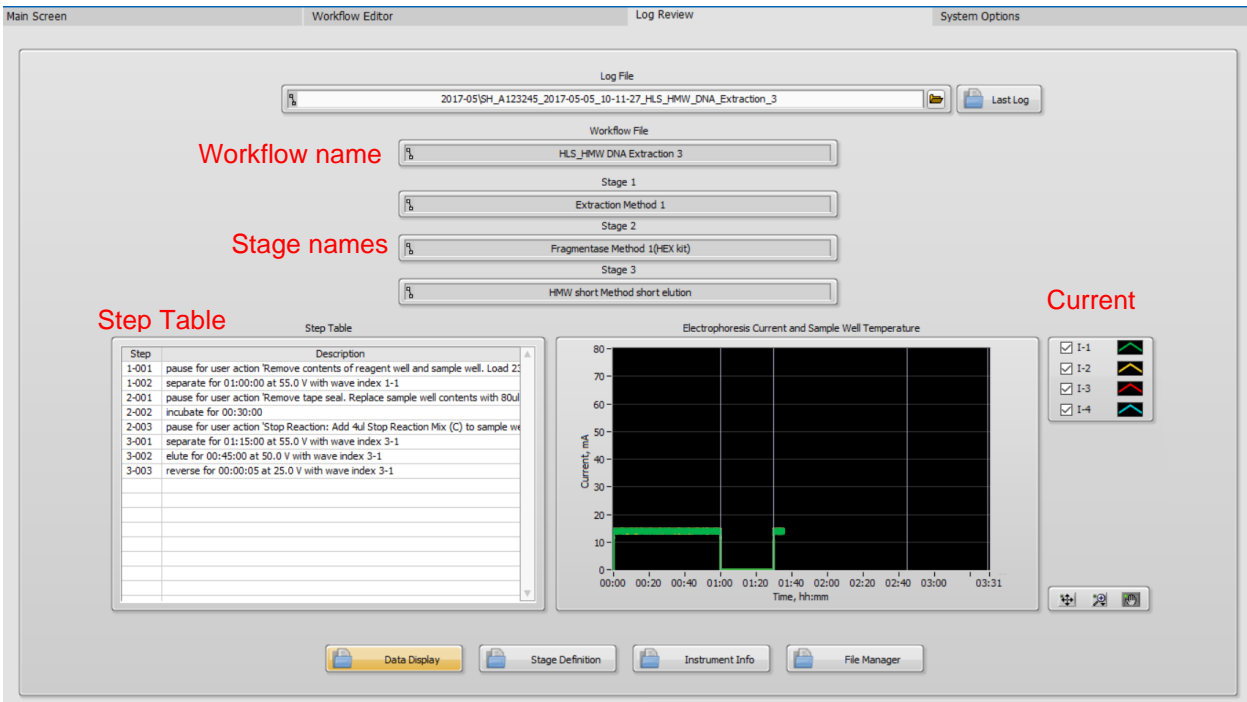 Main Screen Workflow Editor Log Review System Options
Log File
2017-05\SH_A123245_2017-05-05_10-11-27_HLS_HMW_DNA_Extraction_3 Last Log
Workflow File
Workflow name HLS_HMW DNA Extraction 3
Stage 1
Extraction Method 1
Stage 2
Stage names Fragmentase Method 1(HEX kit)
Stage 3
HMW short Method short elution
Step Table
Step Table
Step Description
1-001 pause for user action 'Remove contents of reagent well and sample well. Load 23
1-002 separate for 01:00:00 at 55.0 V with wave index 1-1
2-001 pause for user action 'Remove tape seal. Replace sample well contents with 80ul
2-002 incubate for 00:30:00
2-003 pause for user action 'Stop Reaction: Add 4ul Stop Reaction Mix (C) to sample we
3-001 separate for 01:15:00 at 55.0 V with wave index 3-1
3-002 elute for 00:45:00 at 50.0 V with wave index 3-1
3-003 reverse for 00:00:05 at 25.0 V with wave index 3-1
Electrophoresis Current and Sample Well Temperature
80
70
60
50
40
30
20
10
0
Current, mA
00:00 00:20 00:40 01:00 01:20 01:40 02:00 02:20 02:40 03:00 03:31
Time, hh:mm
Current
I-1
I-2
I-3
I-4
Data Display Stage Definition Instrument Info File Manager